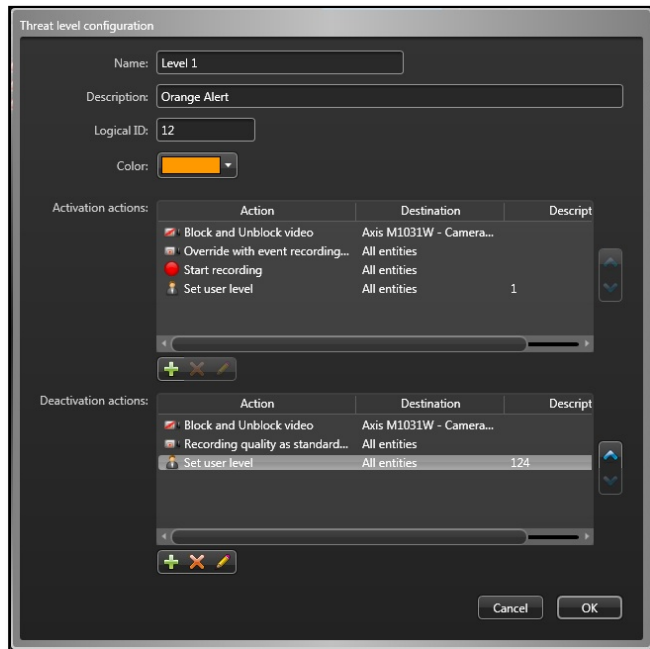 Threat level configuration
Name: Level 1
Description: Orange Alert
Logical ID: 12
Color:
Activation actions:
Action Destination Descript
Block and Unblock video Axis M1031W - Camera...
Override with event recording... All entities
Start recording All entities
Set user level All entities 1
Deactivation actions:
Action Destination Descript
Block and Unblock video Axis M1031W - Camera...
Recording quality as standard... All entities
Set user level All entities 124
Cancel OK